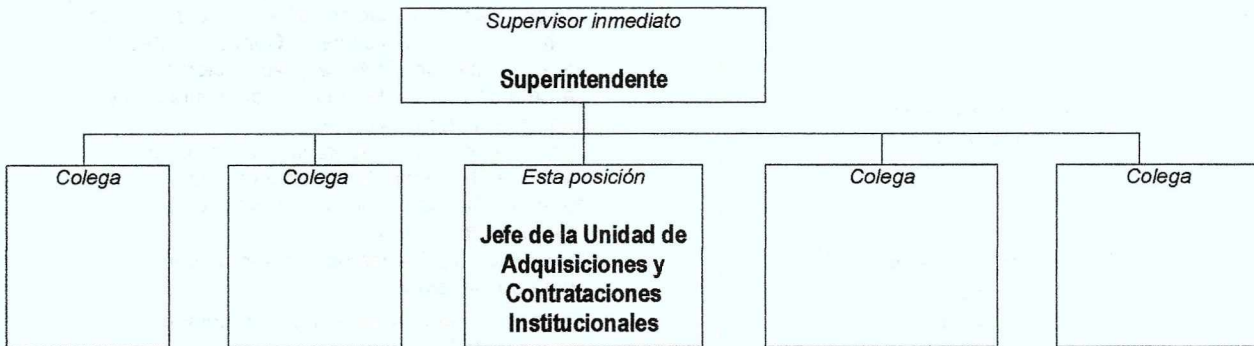 Supervisor inmediato
Superintendente
Colega
Colega
Esta posición
Colega
Colega
Jefe de la Unidad de
Adquisiciones y
Contrataciones
Institucionales